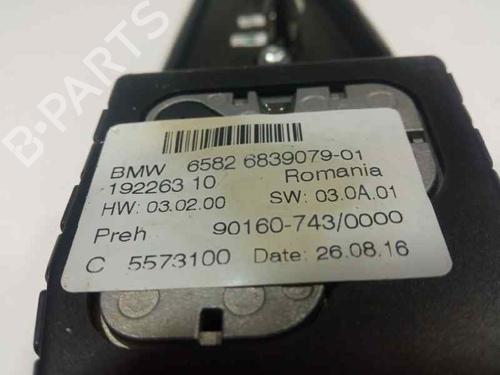 B-PARTS
BMW 6582 6839079-01
192263 10 Romania
HW: 03.02.00 SW: 03.0A.01
Preh 90160-743/0000
C 5573100 Date: 26.08.16